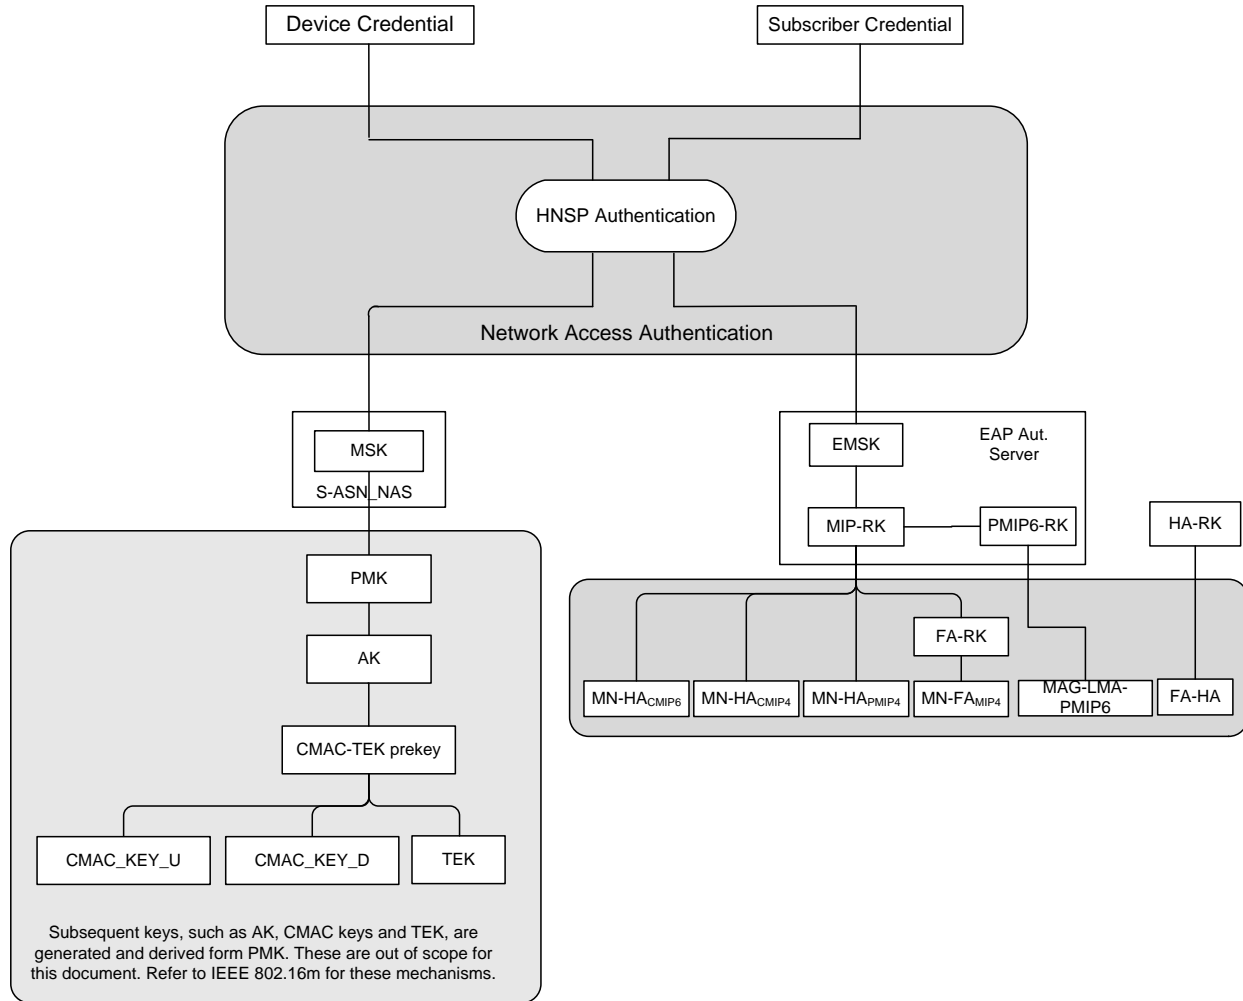 Device Credential
Subscriber Credential
HNSP Authentication
Network Access Authentication
MSK
S-ASN_NAS
EMSK
EAP Aut.
Server
MIP-RK
PMIP6-RK
HA-RK
PMK
AK
CMAC-TEK prekey
CMAC_KEY_U
CMAC_KEY_D
TEK
Subsequent keys, such as AK, CMAC keys and TEK, are
generated and derived form PMK. These are out of scope for
this document. Refer to IEEE 802.16m for these mechanisms.
FA-RK
MN-HACMIP6
MN-HACMIP4
MN-HAPMIP4
MN-FAMIP4
MAG-LMA-
PMIP6
FA-HA